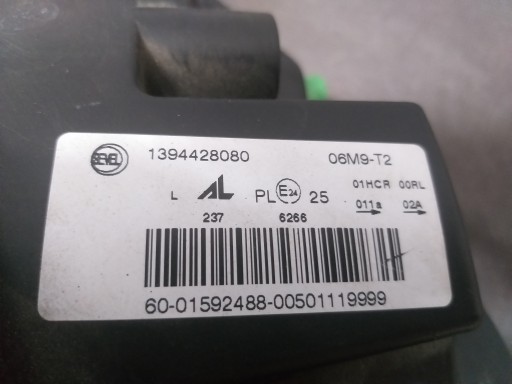 SEVEL 1394428080 06M9-T2
L AL PL E24 25 01HCR 00RL
237 6266 011a 02A
60-01592488-00501119999